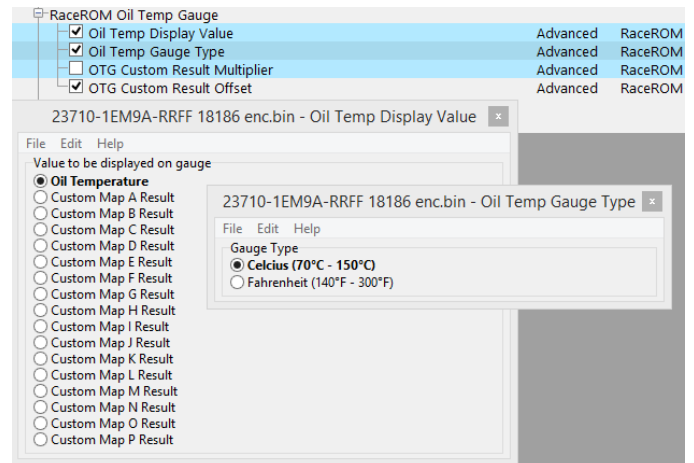 RaceROM Oil Temp Gauge
Oil Temp Display Value Advanced RaceROM
Oil Temp Gauge Type Advanced RaceROM
OTG Custom Result Multiplier Advanced RaceROM
OTG Custom Result Offset Advanced RaceROM
23710-1EM9A-RRFF 18186 enc.bin - Oil Temp Display Value x
File Edit Help
Value to be displayed on gauge
Oil Temperature
Custom Map A Result
Custom Map B Result
Custom Map C Result
Custom Map D Result
Custom Map E Result
Custom Map F Result
Custom Map G Result
Custom Map H Result
Custom Map I Result
Custom Map J Result
Custom Map K Result
Custom Map L Result
Custom Map M Result
Custom Map N Result
Custom Map O Result
Custom Map P Result
23710-1EM9A-RRFF 18186 enc.bin - Oil Temp Gauge Type x
File Edit Help
Gauge Type
Celcius (70°C - 150°C)
Fahrenheit (140°F - 300°F)